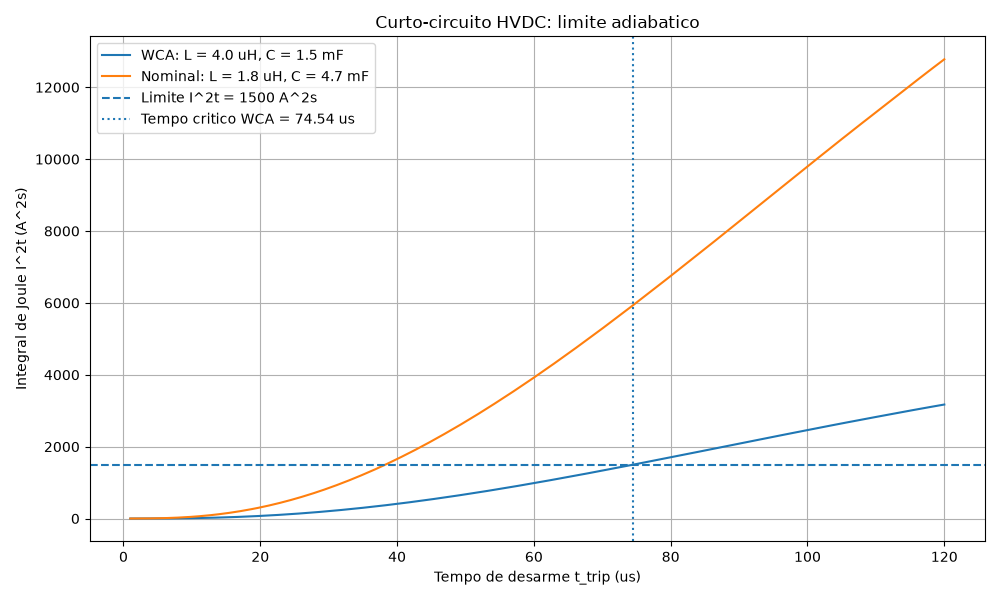 Curto-circuito HVDC: limite adiabatico
WCA: L = 4.0 uH, C = 1.5 mF
Nominal: L = 1.8 uH, C = 4.7 mF
Limite I^2t = 1500 A^2s
Tempo critico WCA = 74.54 us
Integral de Joule I^2t (A^2s)
12000
10000
8000
6000
4000
2000
0
0 20 40 60 80 100 120
Tempo de desarme t_trip (us)